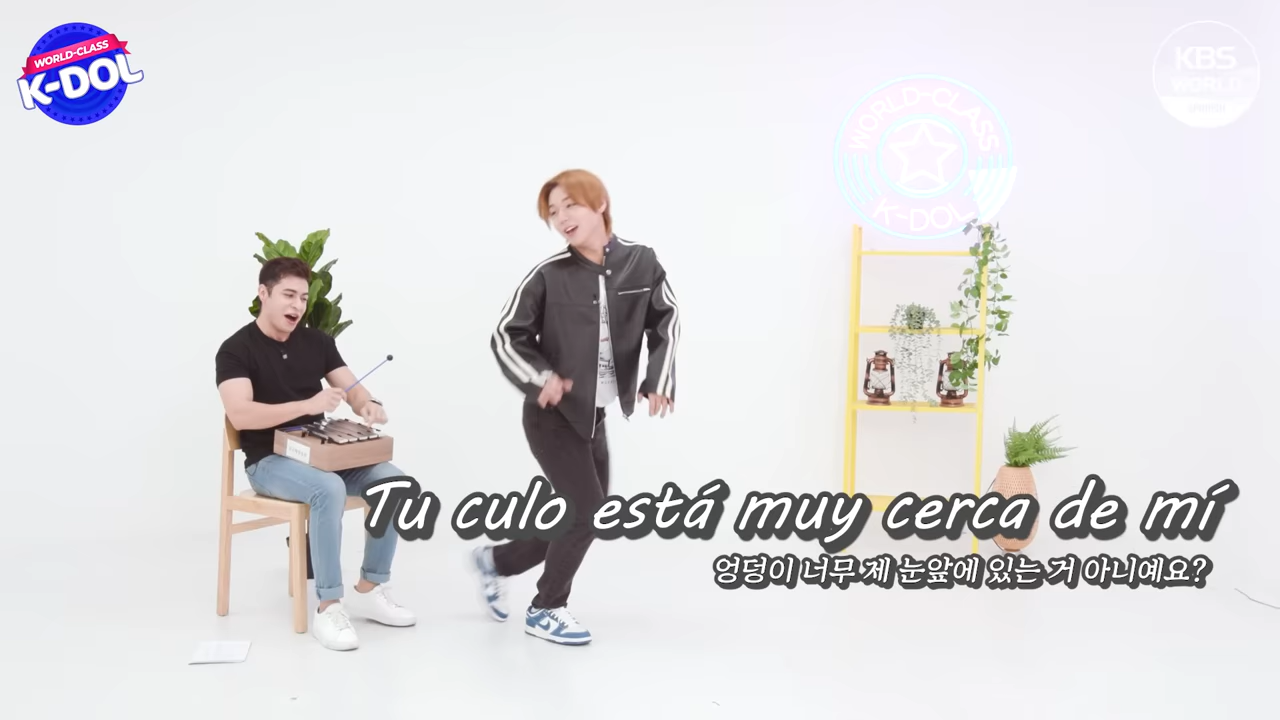 WORLD-CLASS
K-DOL
KBS
WORLD
SPANISH
WORLD-CLASS
K-DOL
Tu culo está muy cerca de mí
엉덩이 너무 제 눈앞에 있는 거 아니예요?